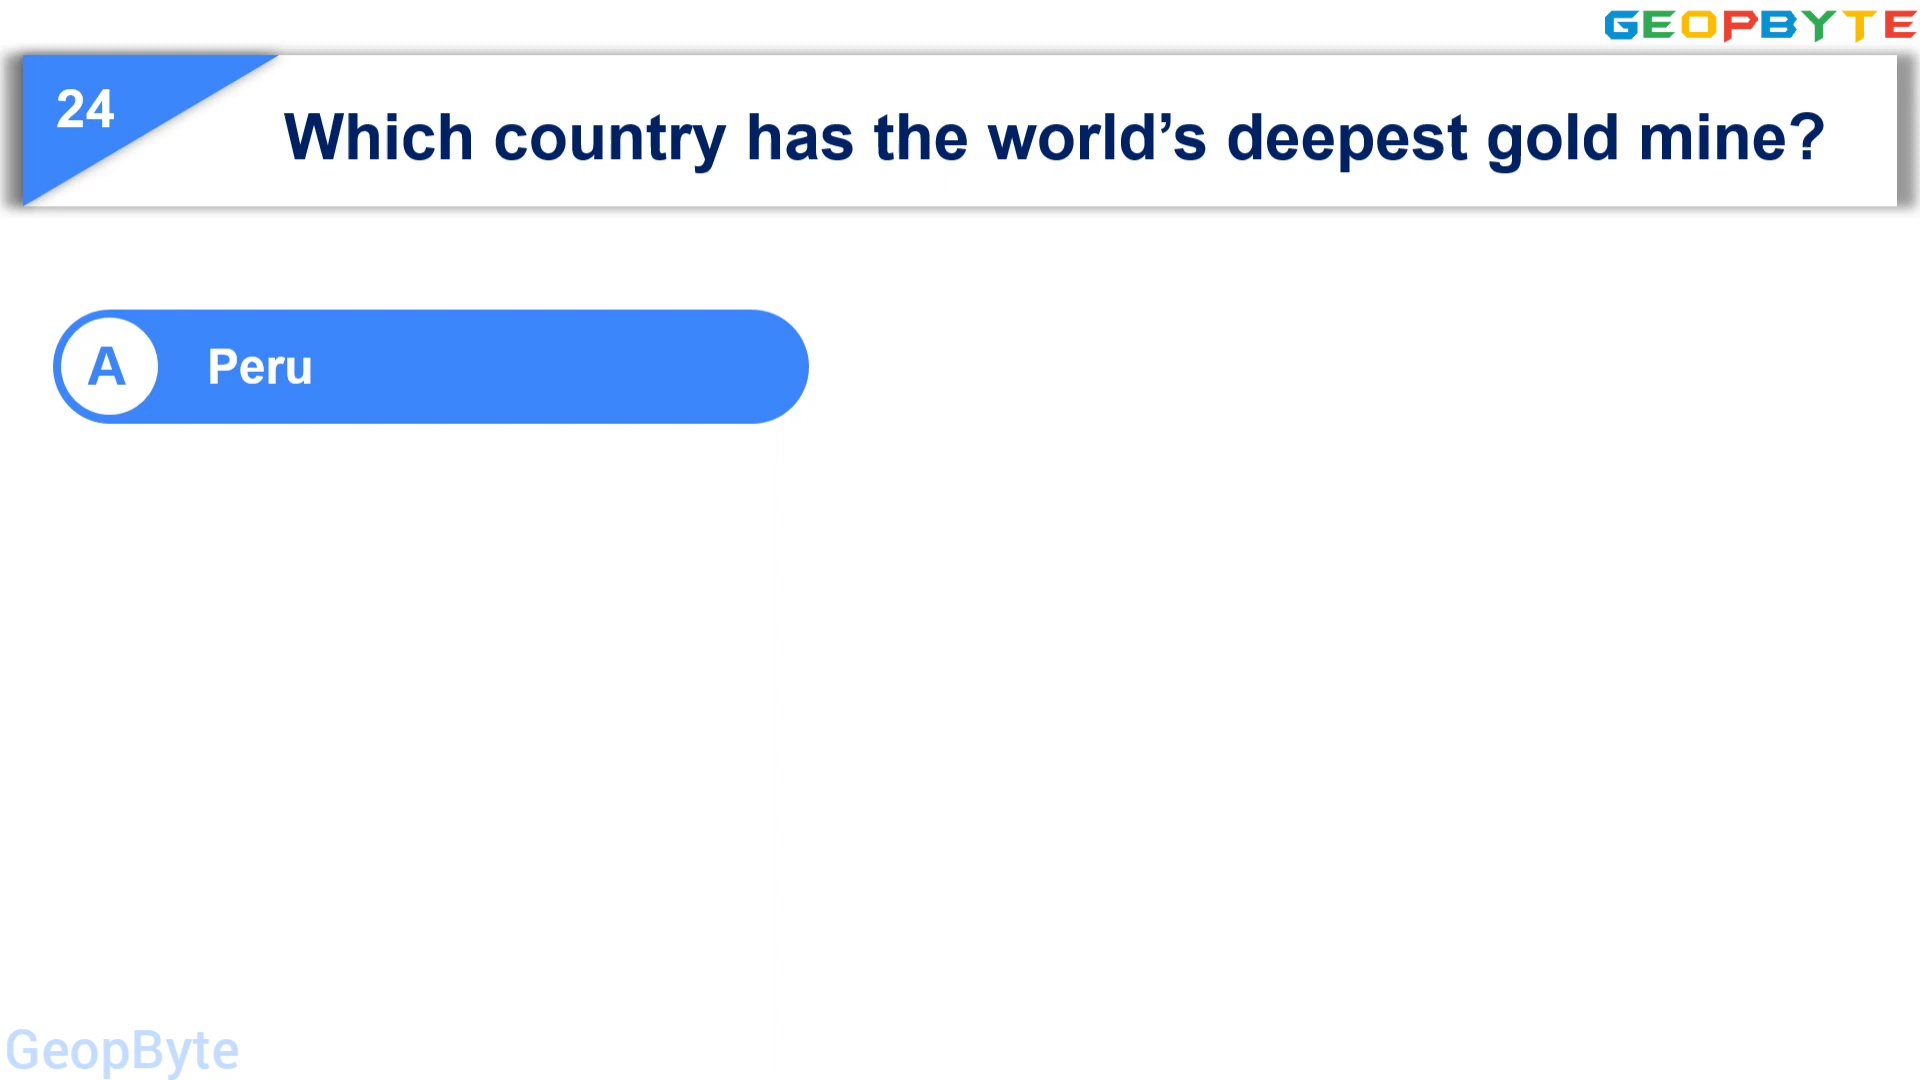 GEOPBYTE
24
Which country has the world’s deepest gold mine?
A
Peru
GeopByte